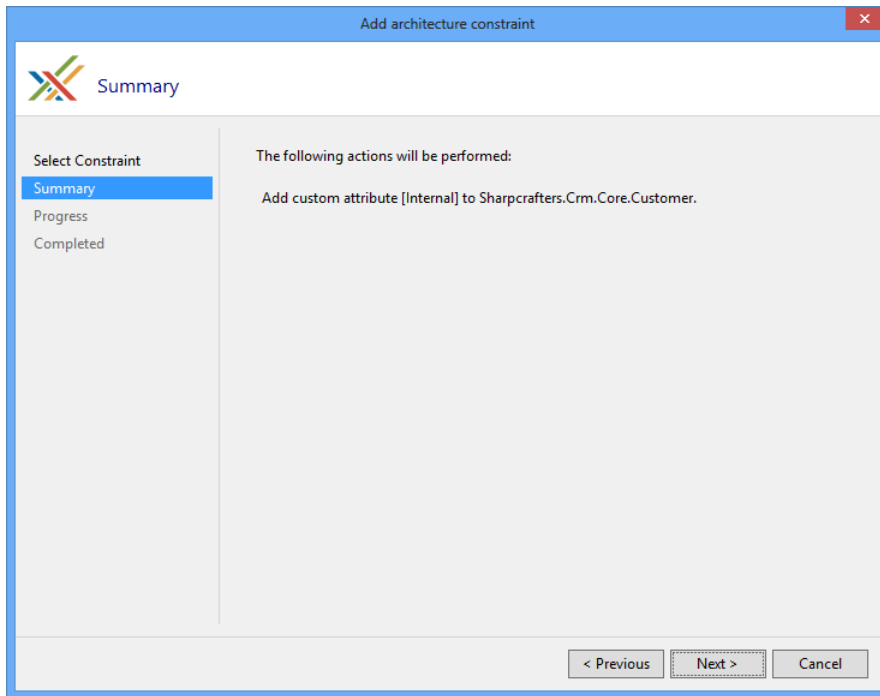 Add architecture constraint
Summary
Select Constraint
Summary
Progress
Completed
The following actions will be performed:
Add custom attribute [Internal] to Sharpcrafters.Crm.Core.Customer.
< Previous
Next >
Cancel